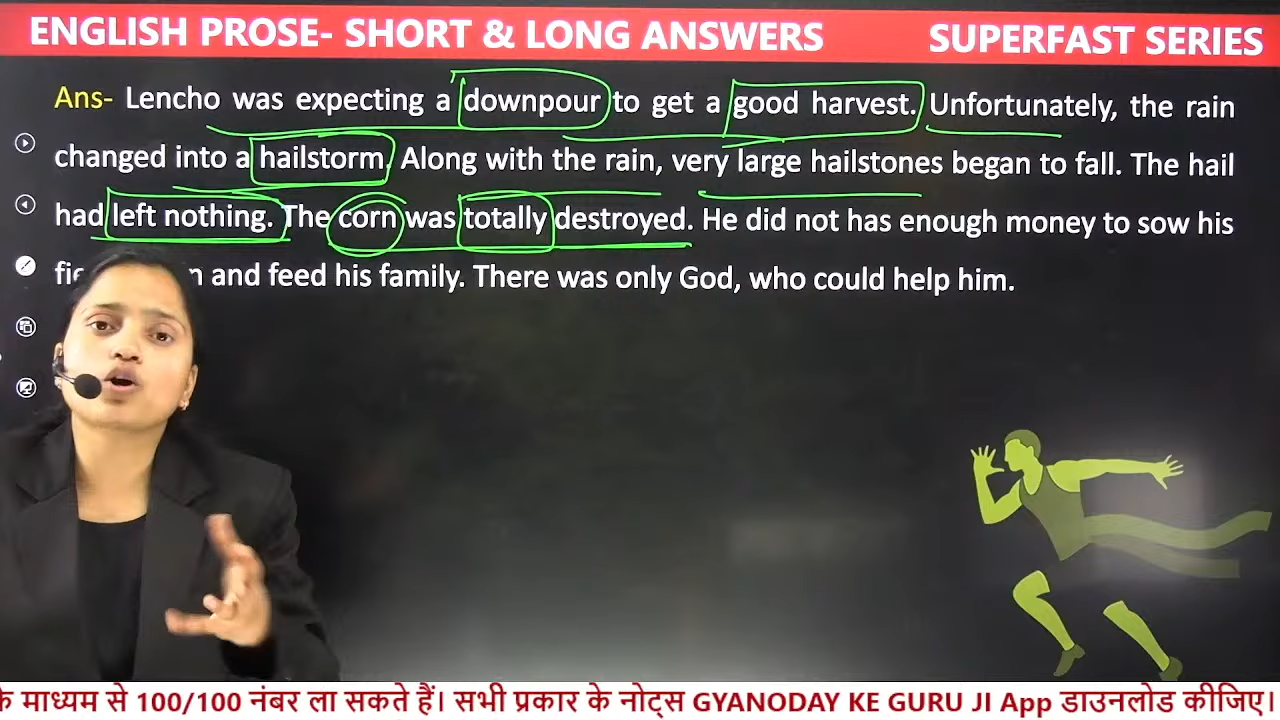 ENGLISH PROSE- SHORT & LONG ANSWERS SUPERFAST SERIES
Ans- Lencho was expecting a downpour to get a good harvest. Unfortunately, the rain
changed into a hailstorm. Along with the rain, very large hailstones began to fall. The hail
had left nothing. The corn was totally destroyed. He did not has enough money to sow his
and feed his family. There was only God, who could help him.
माध्यम से 100/100 नंबर ला सकते हैं। सभी प्रकार के नोट्स GYANODAY KE GURU JI App डाउनलोड कीजिए।